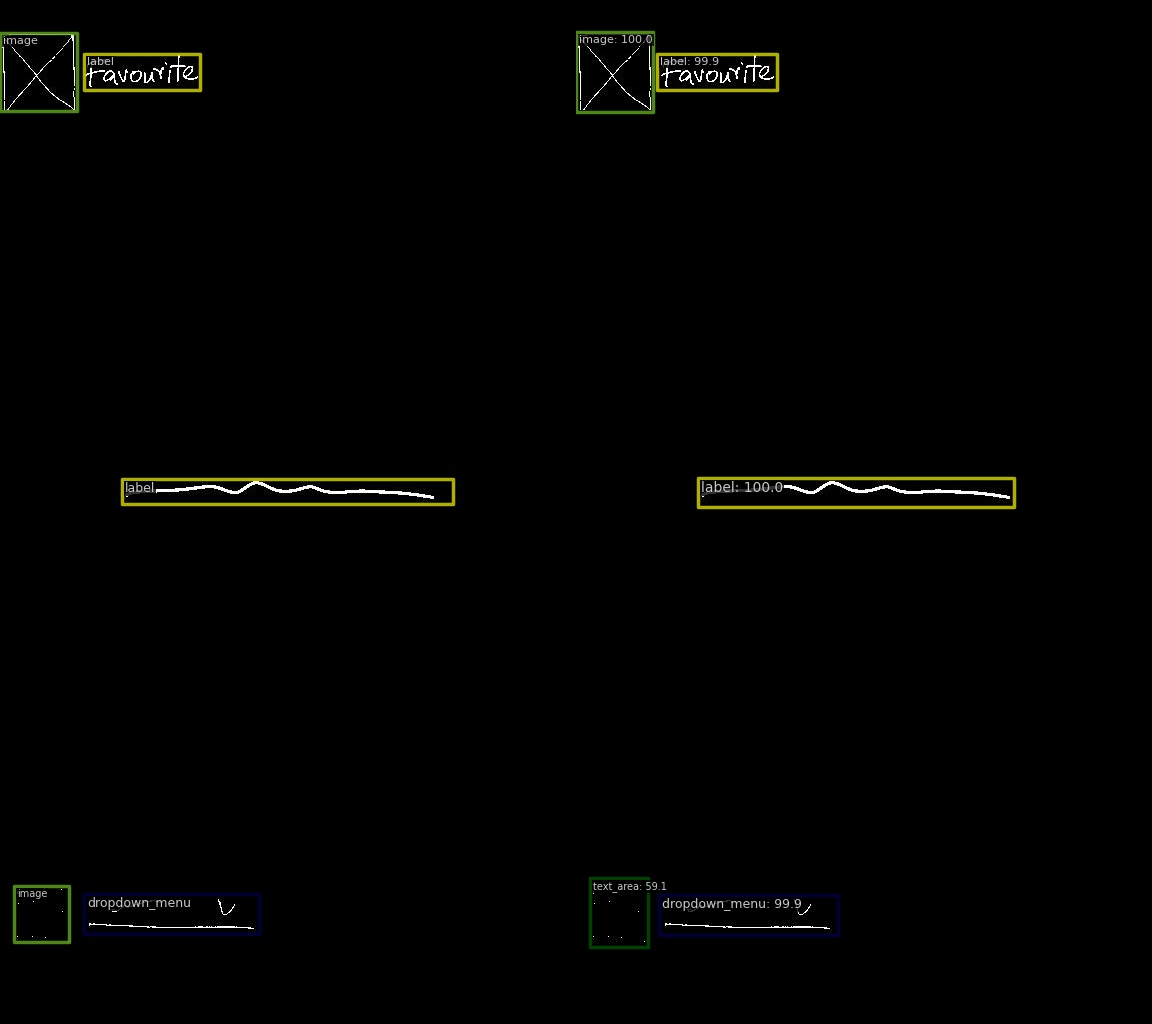 image image: 100.0
label label: 99.9
favourite favourite
label label: 100.0
image text_area: 59.1
dropdown_menu dropdown_menu: 99.9